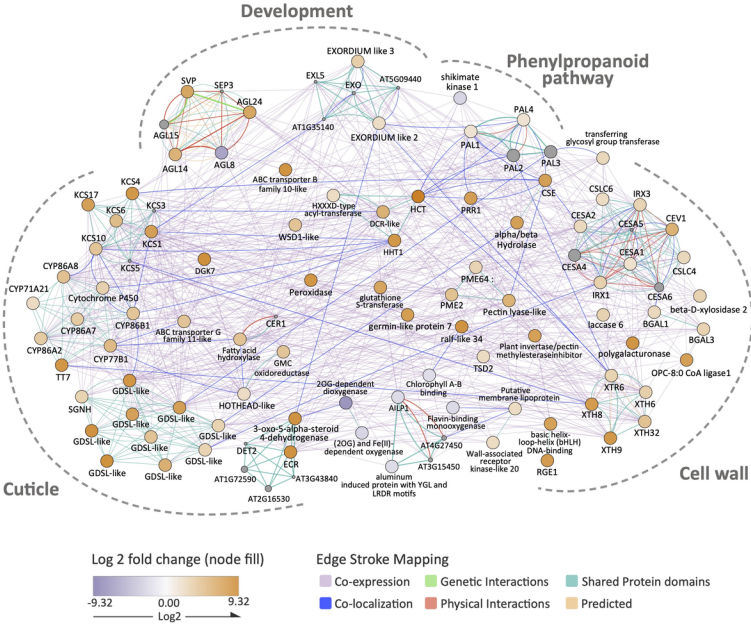 Development
EXORDIUM like 3
Phenylpropanoid
pathway
SVP
SEP3
EXL5
EXO
AT5G09440
shikimate
kinase 1
AGL24
PAL4
AGL15
AT1G35140
EXORDIUM like 2
PAL1
transferring
glycosyl group transferase
AGL14
AGL8
PAL2
PAL3
ABC transporter B
family 10-like
KCS17
KCS4
KCS3
HXXXD-type
acyl-transferase
HCT
PRR1
CSE
CSLC6
IRX3
KCS6
DCR-like
CESA2
CESA5
CEV1
KCS10
KCS1
WSD1-like
HHT1
alpha/beta
Hydrolase
CESA1
CESA4
CSLC4
KCS5
DGK7
PME64 :
CYP86A8
IRX1
CESA6
CYP71A21
Cytochrome P450
Peroxidase
glutathione
S-transferase
PME2
Pectin lyase-like
beta-D-xylosidase 2
CYP86A7
CYP86B1
ABC transporter G
family 11-like
CER1
germin-like protein 7
laccase 6
BGAL1
BGAL3
CYP86A2
CYP77B1
Fatty acid
hydroxylase
ralf-like 34
Plant invertase/pectin
methylesteraseinhibitor
polygalacturonase
TT7
GMC
oxidoreductase
TSD2
OPC-8:0 CoA ligase1
GDSL-like
HOTHEAD-like
2OG-dependent
dioxygenase
Chlorophyll A-B
binding
Putative
membrane lipoprotein
XTR6
SGNH
GDSL-like
GDSL-like
AILP1
Flavin-binding
monooxygenase
XTH8
XTH6
GDSL-like
GDSL-like
GDSL-like
3-oxo-5-alpha-steroid
4-dehydrogenase
(2OG) and Fe(II)-
dependent oxygenase
AT4G27450
Wall-associated
receptor
kinase-like 20
basic helix-
loop-helix (bHLH)
DNA-binding
XTH32
XTH9
GDSL-like
GDSL-like
GDSL-like
DET2
ECR
AT3G15450
RGE1
Cuticle
AT1G72590
AT3G43840
aluminum
induced protein with YGL and
LRDR motifs
Cell wall
AT2G16530
Log 2 fold change (node fill)
-9.32
0.00
9.32
Log2
Edge Stroke Mapping
Co-expression
Genetic Interactions
Shared Protein domains
Co-localization
Physical Interactions
Predicted